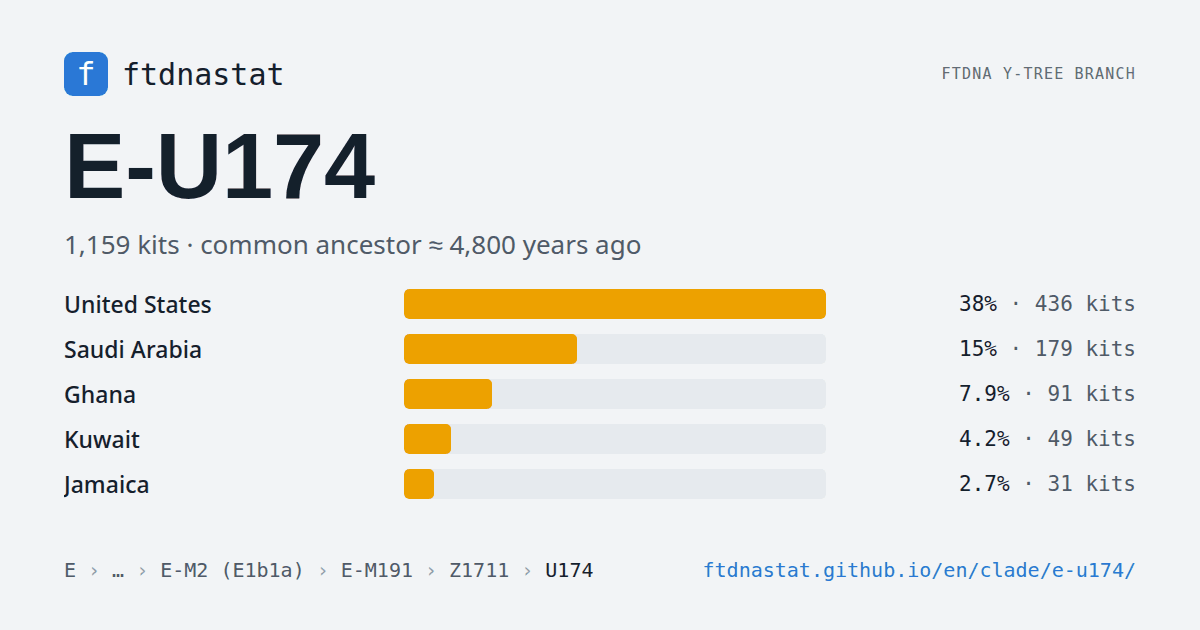 f ftdnastat
FTDNA Y-TREE BRANCH
E-U174
1,159 kits · common ancestor ≈ 4,800 years ago
United States 38% · 436 kits
Saudi Arabia 15% · 179 kits
Ghana 7.9% · 91 kits
Kuwait 4.2% · 49 kits
Jamaica 2.7% · 31 kits
E › … › E-M2 (E1b1a) › E-M191 › Z1711 › U174
ftdnastat.github.io/en/clade/e-u174/